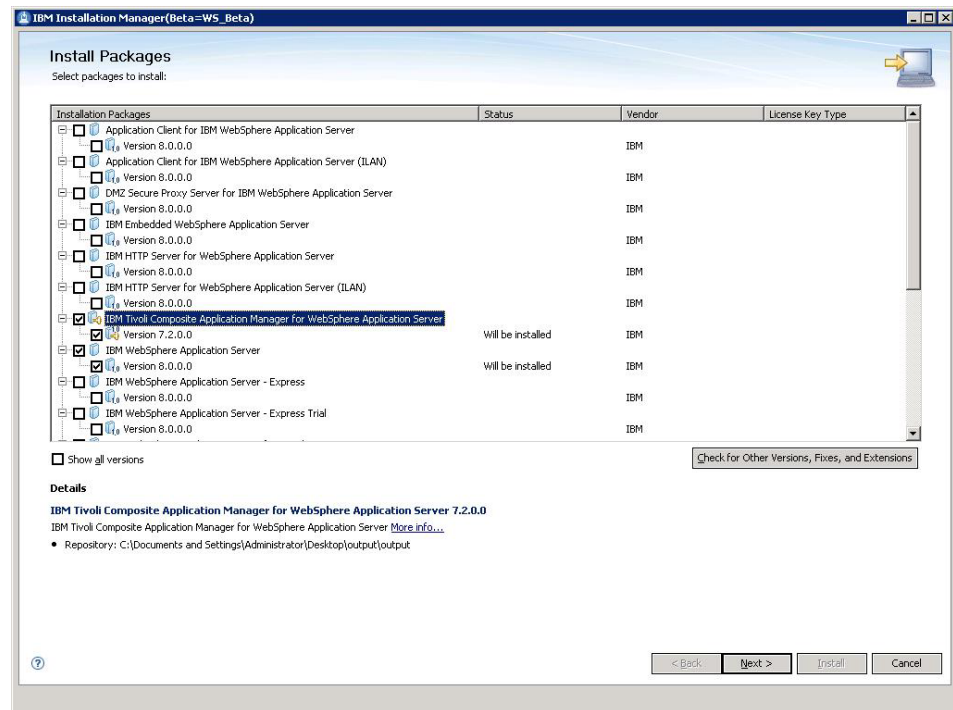 IBM Installation Manager(Beta=WS_Beta)
Install Packages
Select packages to install:
Installation Packages Status Vendor License Key Type
Application Client for IBM WebSphere Application Server
Version 8.0.0.0 IBM
Application Client for IBM WebSphere Application Server (ILAN)
Version 8.0.0.0 IBM
DMZ Secure Proxy Server for IBM WebSphere Application Server
Version 8.0.0.0 IBM
IBM Embedded WebSphere Application Server
Version 8.0.0.0 IBM
IBM HTTP Server for WebSphere Application Server
Version 8.0.0.0 IBM
IBM HTTP Server for WebSphere Application Server (ILAN)
Version 8.0.0.0 IBM
IBM Tivoli Composite Application Manager for WebSphere Application Server
Version 7.2.0.0 Will be installed IBM
IBM WebSphere Application Server
Version 8.0.0.0 Will be installed IBM
IBM WebSphere Application Server - Express
Version 8.0.0.0 IBM
IBM WebSphere Application Server - Express Trial
Version 8.0.0.0 IBM
Show all versions Check for Other Versions, Fixes, and Extensions
Details
IBM Tivoli Composite Application Manager for WebSphere Application Server 7.2.0.0
IBM Tivoli Composite Application Manager for WebSphere Application Server More info...
• Repository: C:\Documents and Settings\Administrator\Desktop\output\output
? < Back Next > Install Cancel